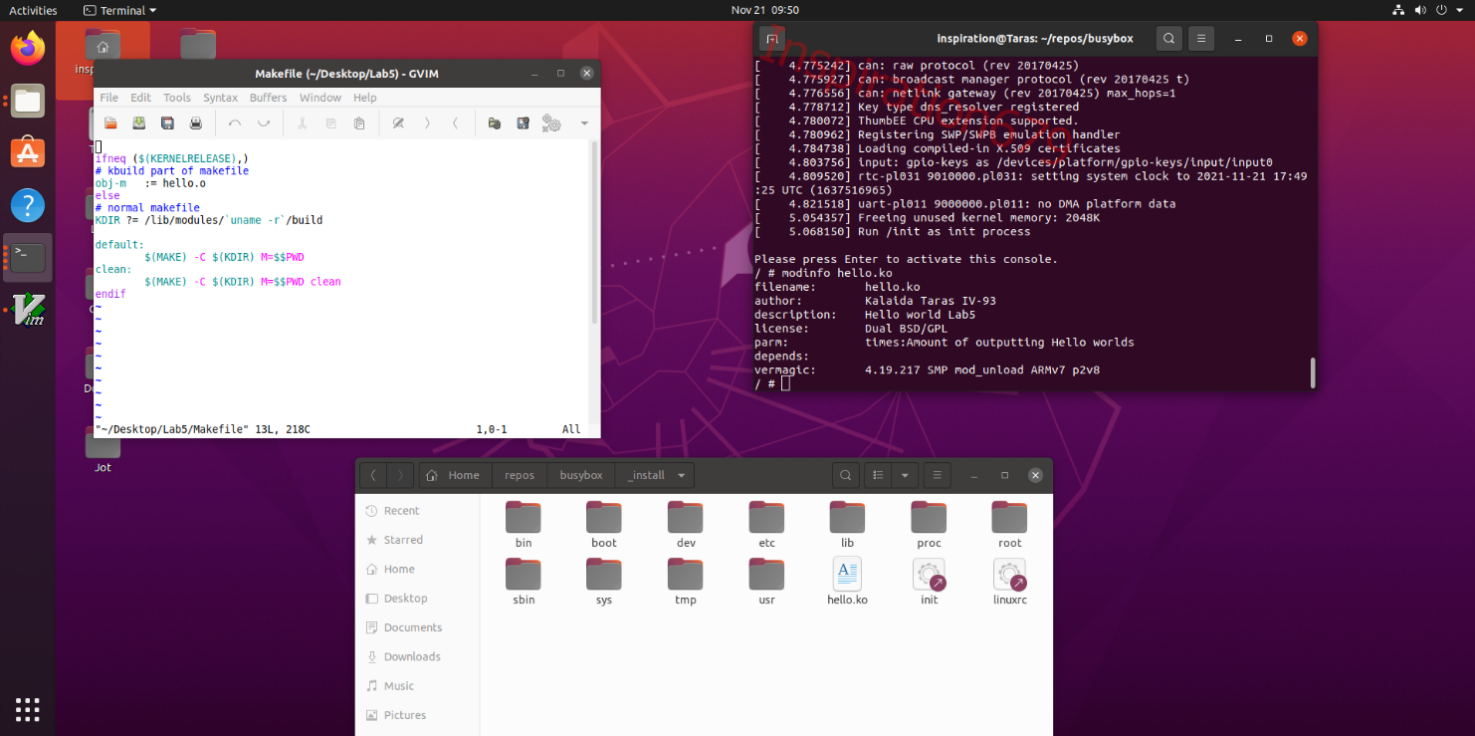 Activities
Terminal
Nov 21 09:50
Makefile (~/Desktop/Lab5) - GVIM
File Edit Tools Syntax Buffers Window Help
ifneq ($(KERNELRELEASE),)
# kbuild part of makefile
obj-m   := hello.o
else
# normal makefile
KDIR ?= /lib/modules/`uname -r`/build
default:
        $(MAKE) -C $(KDIR) M=$$PWD
clean:
        $(MAKE) -C $(KDIR) M=$$PWD clean
endif
~
~
~
~
~
~
~
~
~
~
"~/Desktop/Lab5/Makefile" 13L, 218C 1,0-1 All
Jot
inspiration@Taras: ~/repos/busybox
[    4.775242] can: raw protocol (rev 20170425)
[    4.775927] can: broadcast manager protocol (rev 20170425 t)
[    4.776556] can: netlink gateway (rev 20170425) max_hops=1
[    4.778712] Key type dns_resolver registered
[    4.780072] ThumbEE CPU extension supported.
[    4.780962] Registering SWP/SWPB emulation handler
[    4.784738] Loading compiled-in X.509 certificates
[    4.803756] input: gpio-keys as /devices/platform/gpio-keys/input/input0
[    4.809520] rtc-pl031 9010000.pl031: setting system clock to 2021-11-21 17:49
:25 UTC (1637516965)
[    4.821518] uart-pl011 9000000.pl011: no DMA platform data
[    5.054357] Freeing unused kernel memory: 2048K
[    5.068150] Run /init as init process
Please press Enter to activate this console.
/ # modinfo hello.ko
filename:       hello.ko
author:         Kalaida Taras IV-93
description:    Hello world Lab5
license:        Dual BSD/GPL
parm:           times:Amount of outputting Hello worlds
depends:
vermagic:       4.19.217 SMP mod_unload ARMv7 p2v8
/ #
Home repos busybox _install
Recent
Starred
Home
Desktop
Documents
Downloads
Music
Pictures
bin boot dev etc lib proc root
sbin sys tmp usr hello.ko init linuxrc